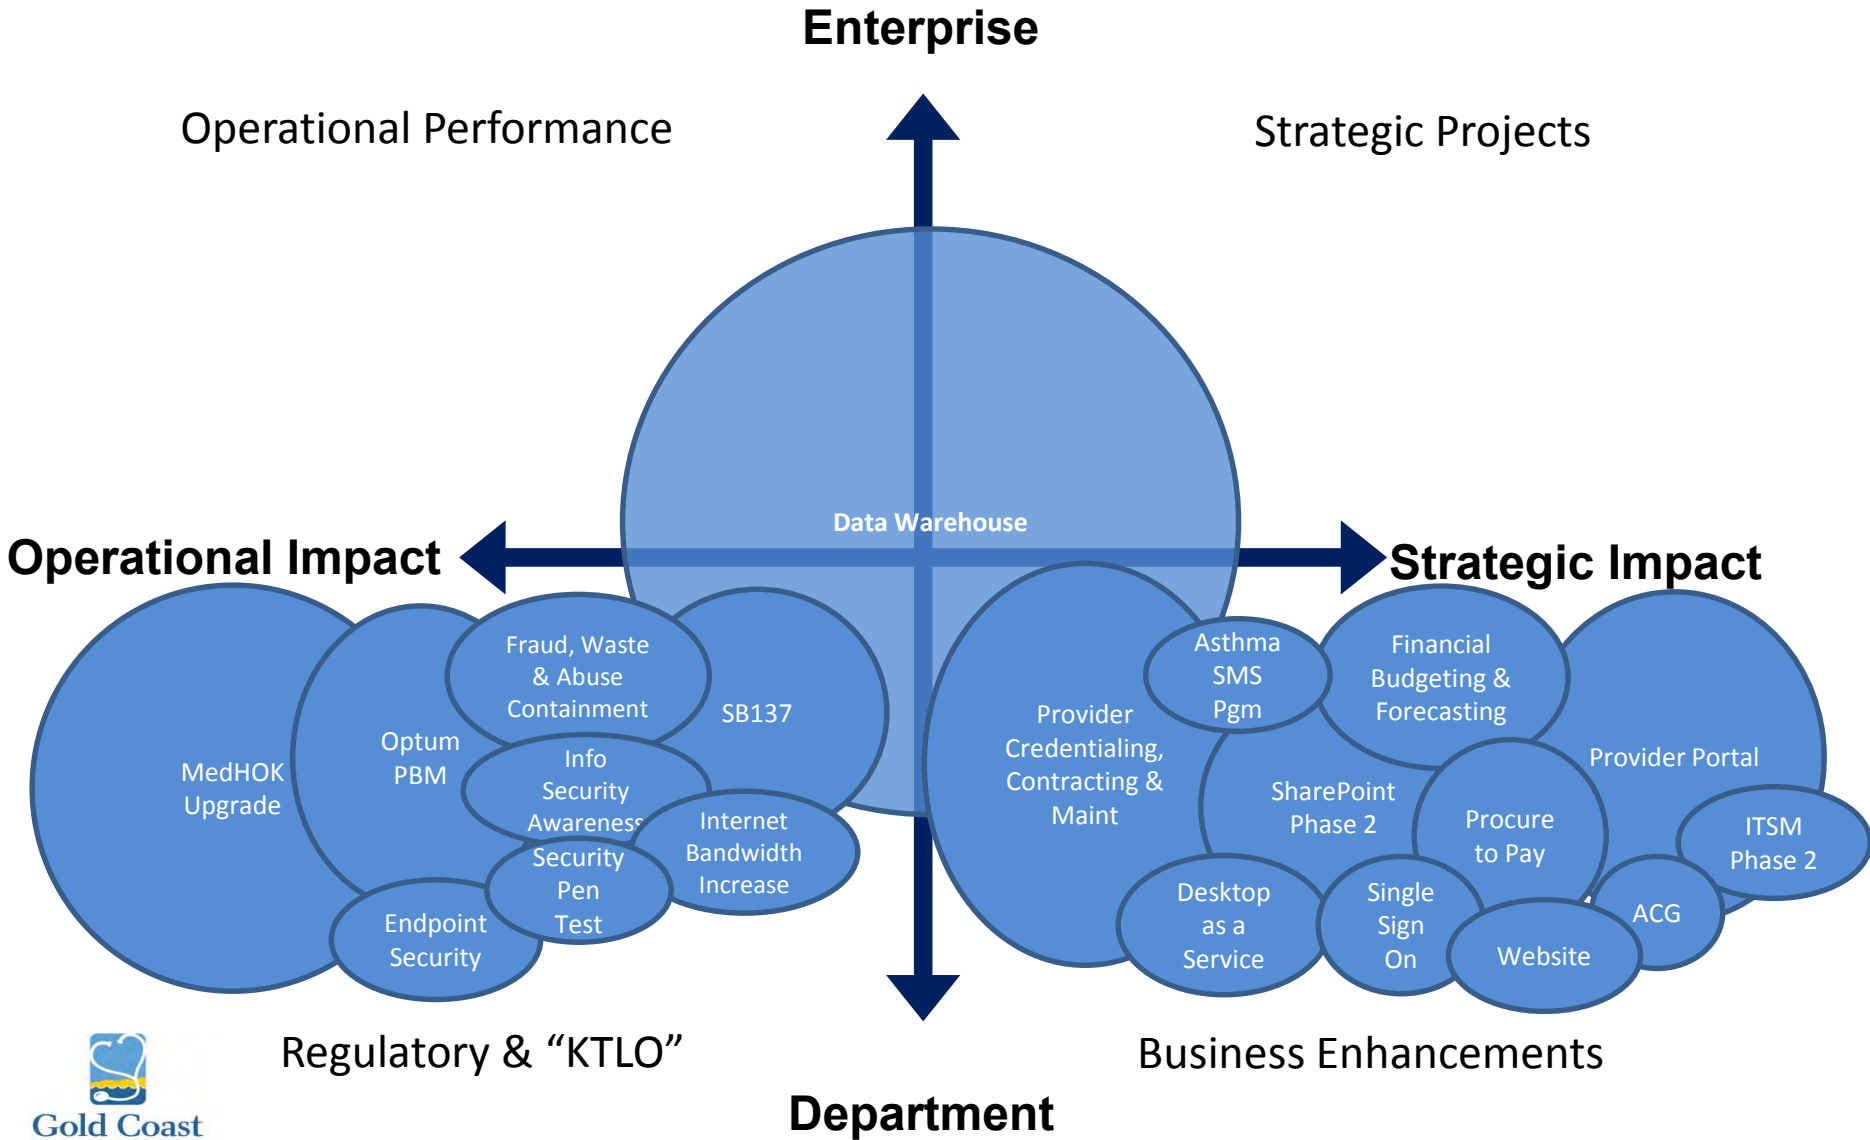 Enterprise
Operational Performance
Strategic Projects
Data Warehouse
Operational Impact
Strategic Impact
MedHOK
Upgrade
Optum
PBM
Fraud, Waste
& Abuse
Containment
SB137
Info
Security
Awareness
Internet
Bandwidth
Increase
Security
Pen
Test
Endpoint
Security
Provider
Credentialing,
Contracting &
Maint
Asthma
SMS
Pgm
Financial
Budgeting &
Forecasting
Provider Portal
SharePoint
Phase 2
Procure
to Pay
ITSM
Phase 2
Desktop
as a
Service
Single
Sign
On
Website
ACG
Regulatory & “KTLO”
Business Enhancements
Department
Gold Coast